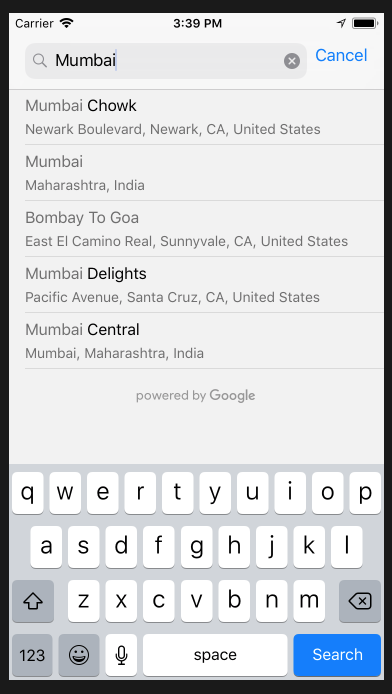 Carrier 3:39 PM
Mumbai Cancel
Mumbai Chowk
Newark Boulevard, Newark, CA, United States
Mumbai
Maharashtra, India
Bombay To Goa
East El Camino Real, Sunnyvale, CA, United States
Mumbai Delights
Pacific Avenue, Santa Cruz, CA, United States
Mumbai Central
Mumbai, Maharashtra, India
powered by Google
q w e r t y u i o p
a s d f g h j k l
z x c v b n m
123 space Search